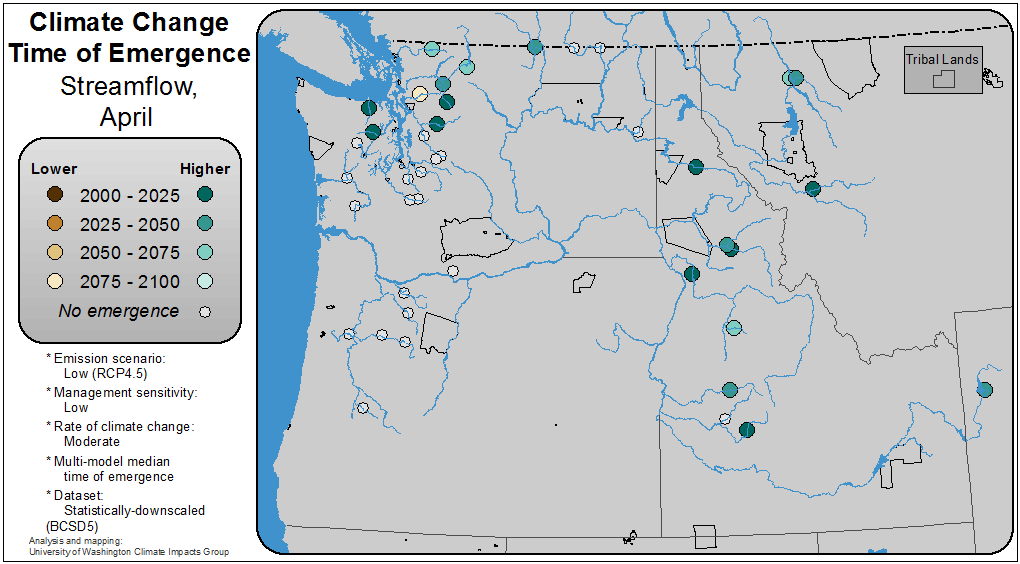 Climate Change
Time of Emergence
Streamflow,
April
Lower Higher
2000 - 2025
2025 - 2050
2050 - 2075
2075 - 2100
No emergence
* Emission scenario:
Low (RCP4.5)
* Management sensitivity:
Low
* Rate of climate change:
Moderate
* Multi-model median
time of emergence
* Dataset:
Statistically-downscaled
(BCSD5)
Analysis and mapping:
University of Washington Climate Impacts Group
Tribal Lands